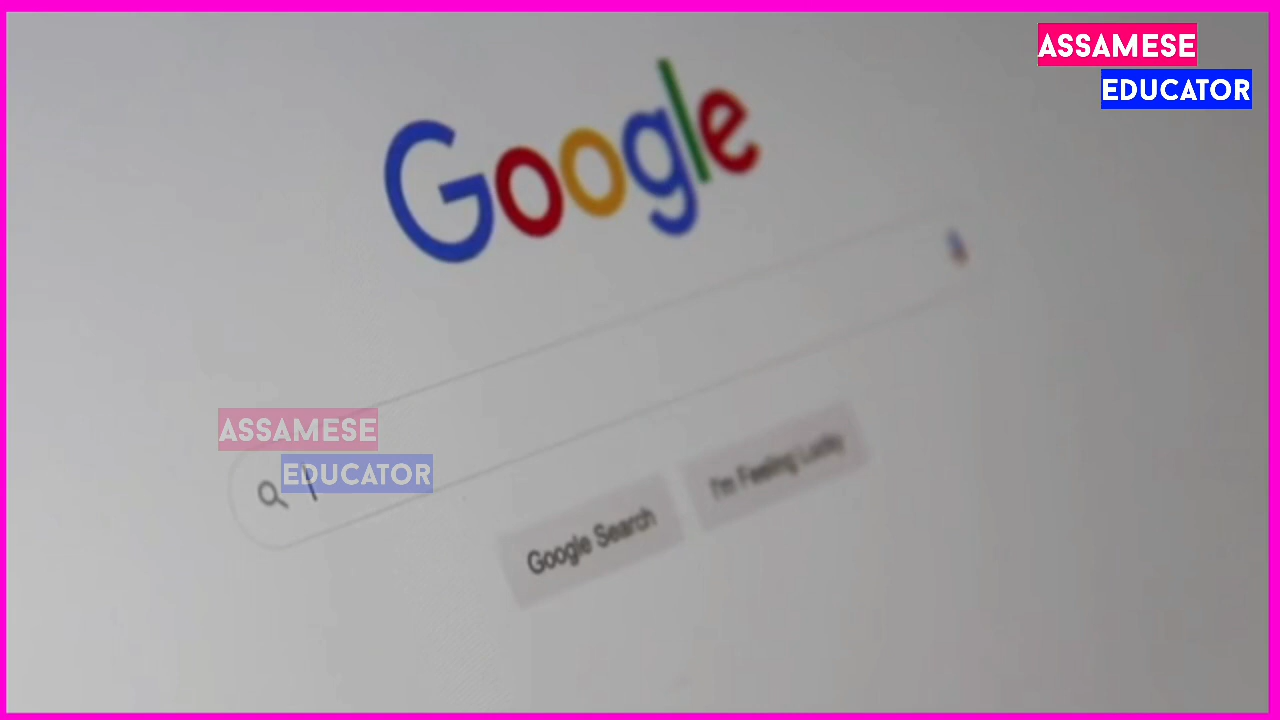 ASSAMESE
EDUCATOR
Google
ASSAMESE
EDUCATOR
Google Search
I'm Feeling Lucky